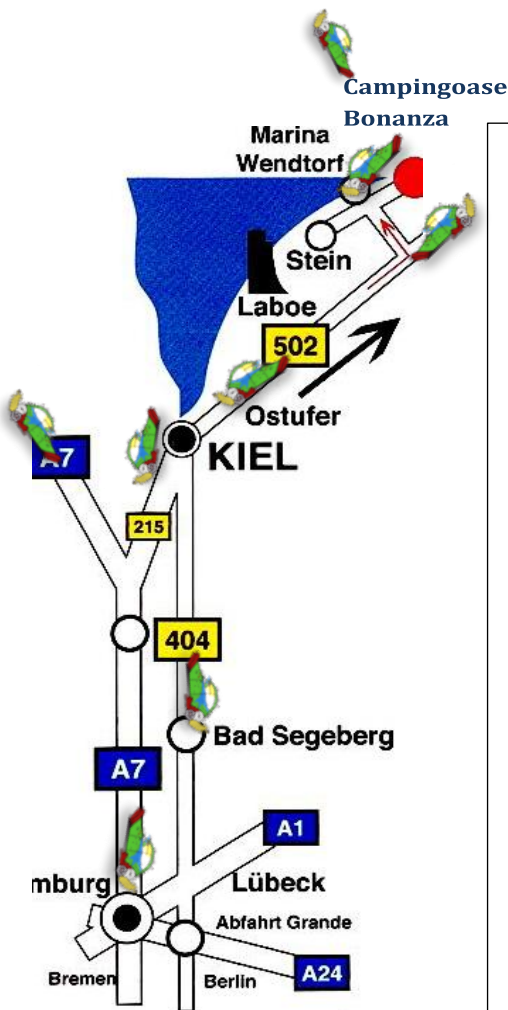 Campingoase
Bonanza
Marina
Wendtorf
Stein
Laboe
502
Ostufer
KIEL
A7
215
404
Bad Segeberg
A7
A1
mburg
Lübeck
Abfahrt Grande
Bremen
Berlin
A24